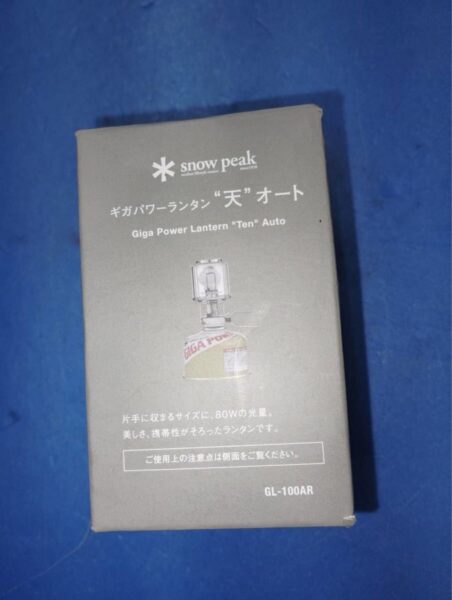 snow peak
ギガパワーランタン “天” オート
Giga Power Lantern "Ten" Auto
GIGA POW
片手に収まるサイズに、80Wの光量。
美しさ、携帯性がそろったランタンです。
ご使用上の注意点は側面をご覧ください。
GL-100AR